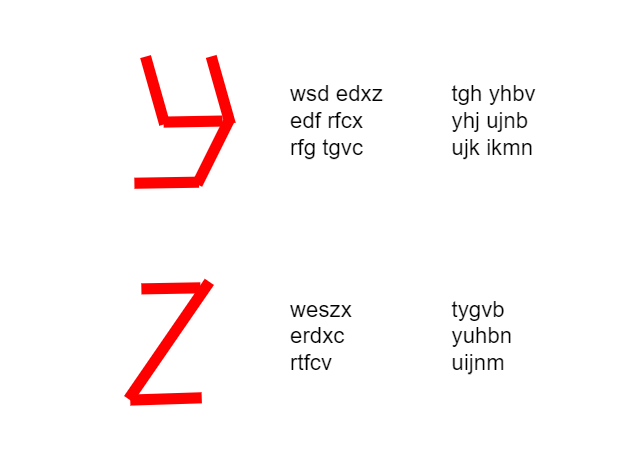 y
wsd edxz
edf rfcx
rfg tgvc
tgh yhbv
yhj ujnb
ujk ikmn
z
weszx
erdxc
rtfcv
tygvb
yuhbn
uijnm